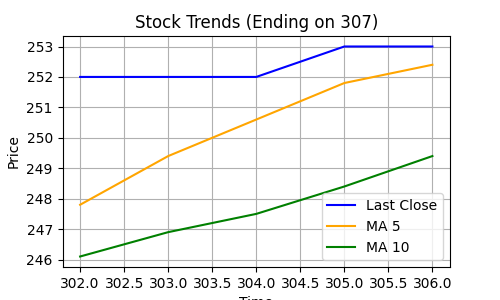 Stock Trends (Ending on 307)
Price
253
252
251
250
249
248
247
246
Last Close
MA 5
MA 10
302.0 302.5 303.0 303.5 304.0 304.5 305.0 305.5 306.0
Time